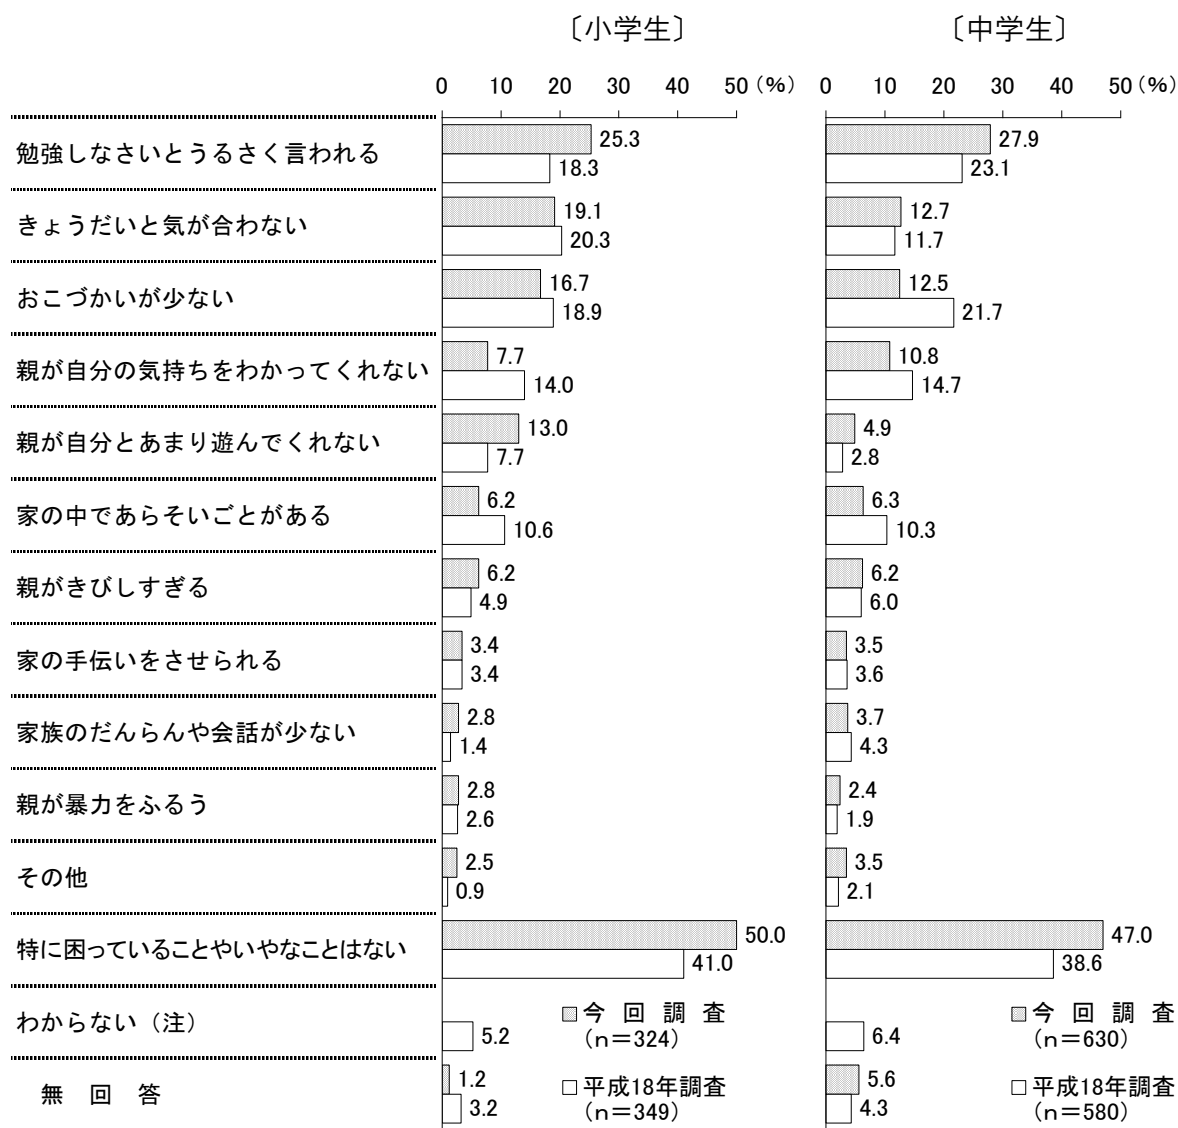 〔小学生〕 〔中学生〕
0 10 20 30 40 50(%) 0 10 20 30 40 50(%)
勉強しなさいとうるさく言われる 25.3 18.3 27.9 23.1
きょうだいと気が合わない 19.1 20.3 12.7 11.7
おこづかいが少ない 16.7 18.9 12.5 21.7
親が自分の気持ちをわかってくれない 7.7 14.0 10.8 14.7
親が自分とあまり遊んでくれない 13.0 7.7 4.9 2.8
家の中であらそいごとがある 6.2 10.6 6.3 10.3
親がきびしすぎる 6.2 4.9 6.2 6.0
家の手伝いをさせられる 3.4 3.4 3.5 3.6
家族のだんらんや会話が少ない 2.8 1.4 3.7 4.3
親が暴力をふるう 2.8 2.6 2.4 1.9
その他 2.5 0.9 3.5 2.1
特に困っていることやいやなことはない 50.0 41.0 47.0 38.6
わからない（注） 5.2 6.4
無回答 1.2 3.2 5.6 4.3
今回調査
(n=324)
平成18年調査
(n=349)
今回調査
(n=630)
平成18年調査
(n=580)